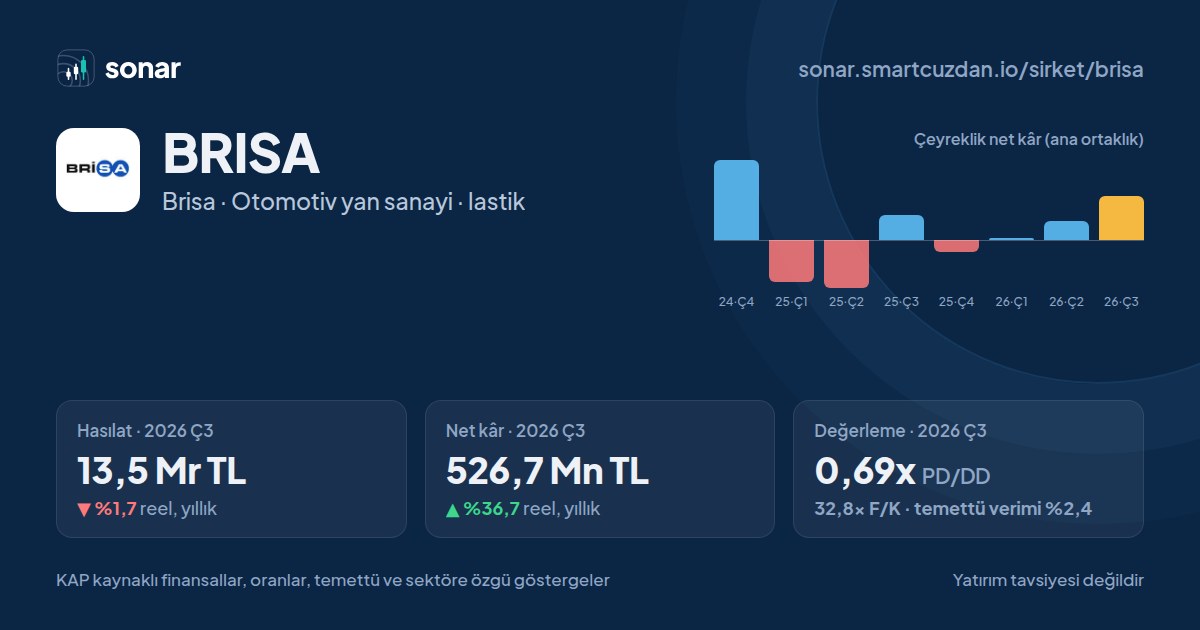 sonar
sonar.smartcuzdan.io/sirket/brisa
BRiSA
BRISA
Brisa · Otomotiv yan sanayi · lastik
Çeyreklik net kâr (ana ortaklık)
24·Ç4 25·Ç1 25·Ç2 25·Ç3 25·Ç4 26·Ç1 26·Ç2 26·Ç3
Hasılat · 2026 Ç3
13,5 Mr TL
▼ %1,7 reel, yıllık
Net kâr · 2026 Ç3
526,7 Mn TL
▲ %36,7 reel, yıllık
Değerleme · 2026 Ç3
0,69x PD/DD
32,8x F/K · temettü verimi %2,4
KAP kaynaklı finansallar, oranlar, temettü ve sektöre özgü göstergeler
Yatırım tavsiyesi değildir